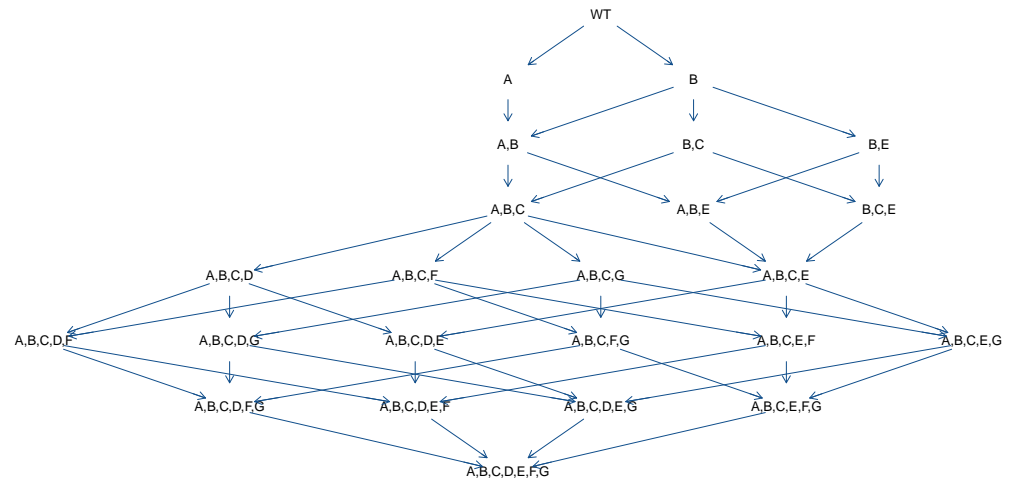 WT
A B
A,B B,C B,E
A,B,C A,B,E B,C,E
A,B,C,D A,B,C,F A,B,C,G A,B,C,E
A,B,C,D,F A,B,C,D,G A,B,C,D,E A,B,C,F,G A,B,C,E,F A,B,C,E,G
A,B,C,D,F,G A,B,C,D,E,F A,B,C,D,E,G A,B,C,E,F,G
A,B,C,D,E,F,G